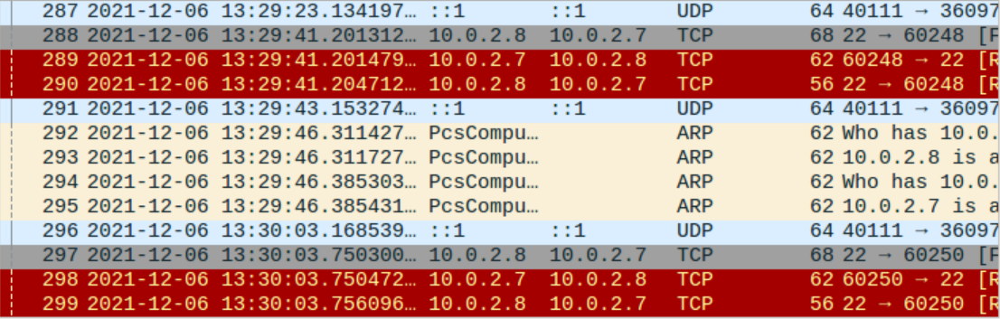 287 2021-12-06 13:29:23.134197… ::1 ::1 UDP 64 40111 → 36097
288 2021-12-06 13:29:41.201312… 10.0.2.8 10.0.2.7 TCP 68 22 → 60248 [F
289 2021-12-06 13:29:41.201479… 10.0.2.7 10.0.2.8 TCP 62 60248 → 22 [R
290 2021-12-06 13:29:41.204712… 10.0.2.8 10.0.2.7 TCP 56 22 → 60248 [R
291 2021-12-06 13:29:43.153274… ::1 ::1 UDP 64 40111 → 36097
292 2021-12-06 13:29:46.311427… PcsCompu… ARP 62 Who has 10.0.
293 2021-12-06 13:29:46.311727… PcsCompu… ARP 62 10.0.2.8 is a
294 2021-12-06 13:29:46.385303… PcsCompu… ARP 62 Who has 10.0.
295 2021-12-06 13:29:46.385431… PcsCompu… ARP 62 10.0.2.7 is a
296 2021-12-06 13:30:03.168539… ::1 ::1 UDP 64 40111 → 36097
297 2021-12-06 13:30:03.750300… 10.0.2.8 10.0.2.7 TCP 68 22 → 60250 [F
298 2021-12-06 13:30:03.750472… 10.0.2.7 10.0.2.8 TCP 62 60250 → 22 [R
299 2021-12-06 13:30:03.756096… 10.0.2.8 10.0.2.7 TCP 56 22 → 60250 [R